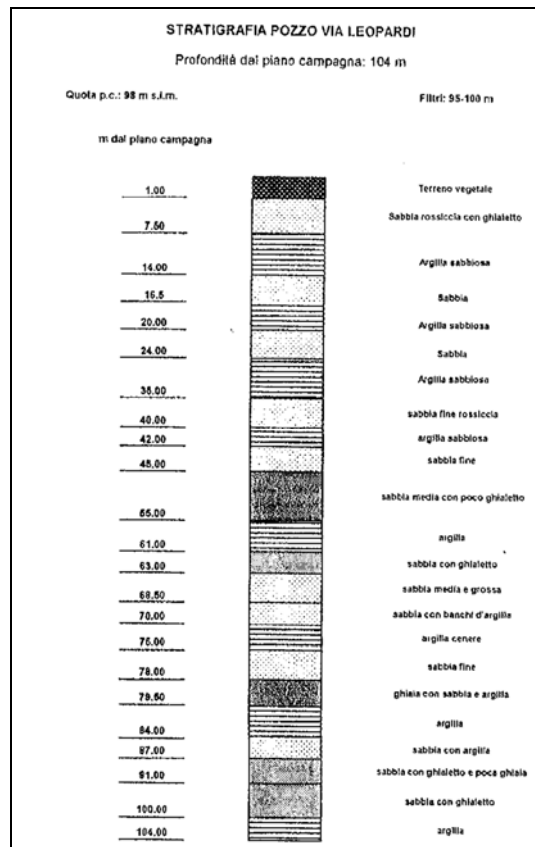 STRATIGRAFIA POZZO VIA LEOPARDI
Profondità dal piano campagna: 104 m
Quota p.c.: 98 m s.l.m. Filtri: 95-100 m
m dal piano campagna
1.00 Terreno vegetale
7.50 Sabbia rossiccia con ghialetto
14.00 Argilla sabbiosa
16.5 Sabbia
20.00 Argilla sabbiosa
24.00 Sabbia
35.00 Argilla sabbiosa
40.00 sabbia fine rossiccia
42.00 argilla sabbiosa
45.00 sabbia fine
55.00 sabbia media con poco ghialetto
61.00 argilla
63.00 sabbia con ghialetto
68.50 sabbia media e grossa
70.00 sabbia con banchi d'argilla
75.00 argilla cenere
78.00 sabbia fine
79.50 ghiaia con sabbia e argilla
84.00 argilla
87.00 sabbia con argilla
91.00 sabbia con ghialetto e poca ghiaia
100.00 sabbia con ghialetto
104.00 argilla